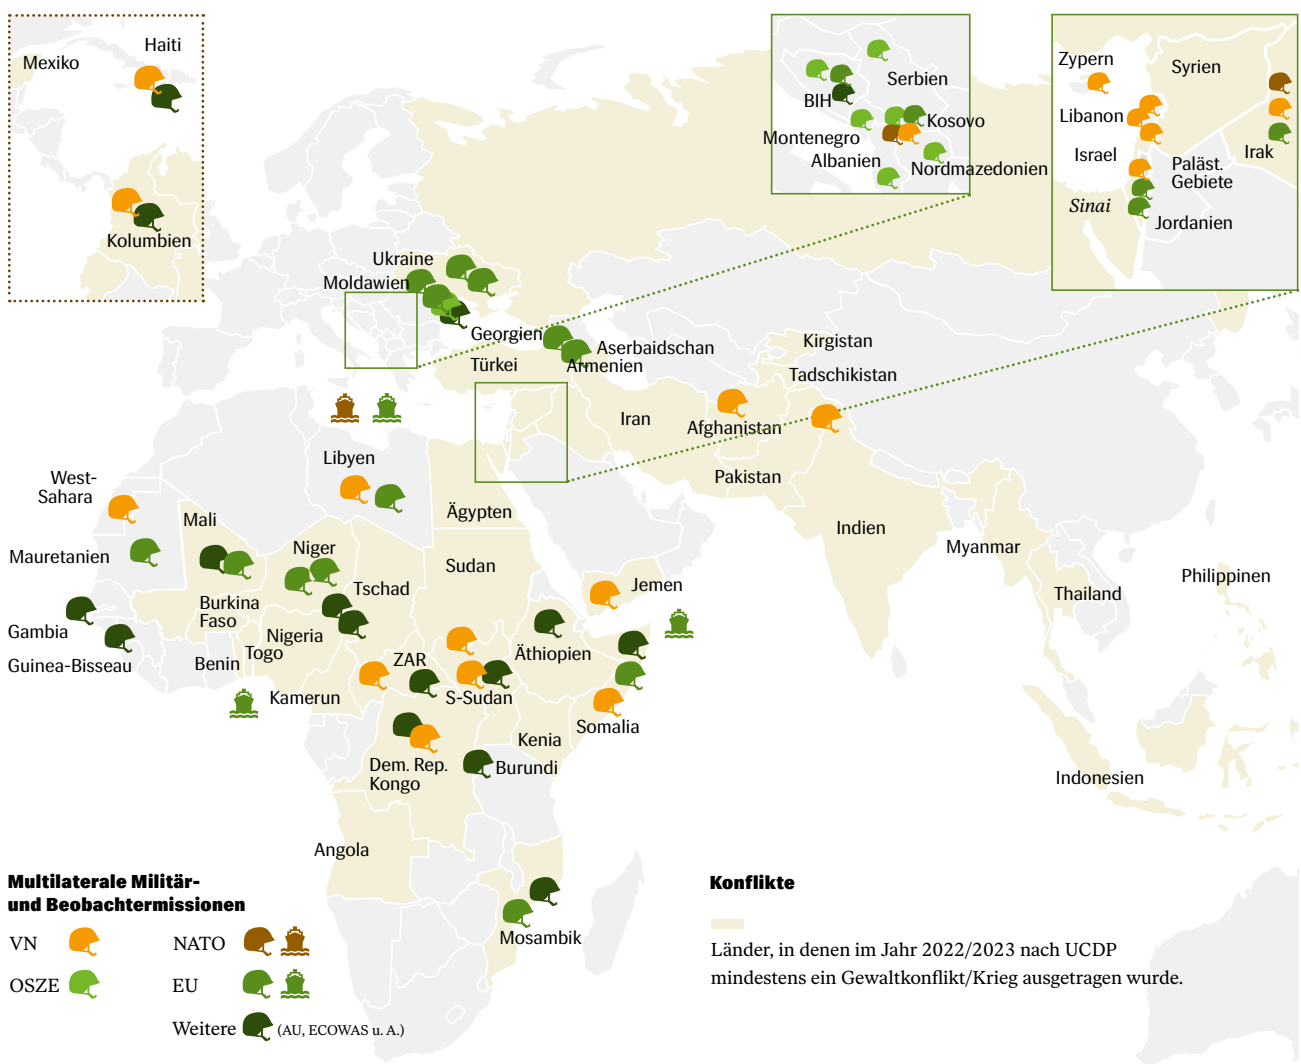 Haiti
Mexiko
Kolumbien
Serbien
BIH
Kosovo
Montenegro
Albanien
Nordmazedonien
Zypern
Syrien
Libanon
Israel
Irak
Paläst.
Gebiete
Sinai
Jordanien
Ukraine
Moldawien
Georgien
Aserbaidschan
Armenien
Türkei
Kirgistan
Tadschikistan
Iran
Afghanistan
Pakistan
Libyen
West-
Sahara
Ägypten
Mali
Indien
Mauretanien
Niger
Myanmar
Sudan
Jemen
Tschad
Philippinen
Thailand
Burkina
Faso
Gambia
Nigeria
Togo
Äthiopien
Guinea-Bisseau
Benin
ZAR
Kamerun
S-Sudan
Somalia
Kenia
Dem. Rep.
Kongo
Burundi
Indonesien
Angola
Mosambik
Multilaterale Militär-
und Beobachtermissionen
VN
NATO
OSZE
EU
Weitere (AU, ECOWAS u. A.)
Konflikte
Länder, in denen im Jahr 2022/2023 nach UCDP
mindestens ein Gewaltkonflikt/Krieg ausgetragen wurde.